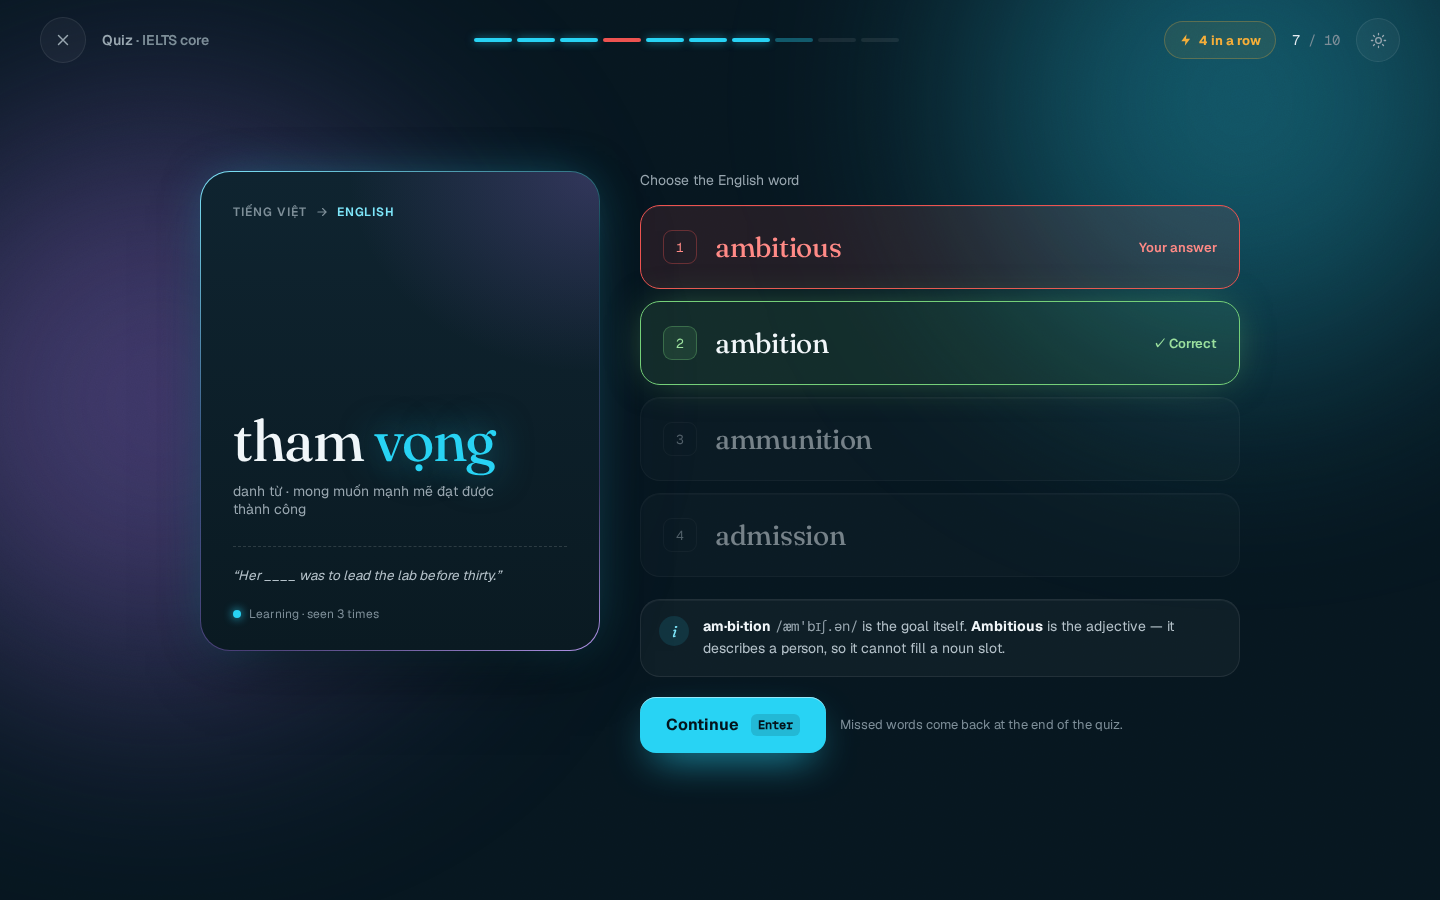 Quiz · IELTS core
4 in a row
7 / 10
TIẾNG VIỆT → ENGLISH
tham vọng
danh từ · mong muốn mạnh mẽ đạt được
thành công
“Her ____ was to lead the lab before thirty.”
Learning · seen 3 times
Choose the English word
1 ambitious Your answer
2 ambition ✓ Correct
3 ammunition
4 admission
i am·bi·tion /æmˈbɪʃ.ən/ is the goal itself. Ambitious is the adjective — it
describes a person, so it cannot fill a noun slot.
Continue Enter
Missed words come back at the end of the quiz.